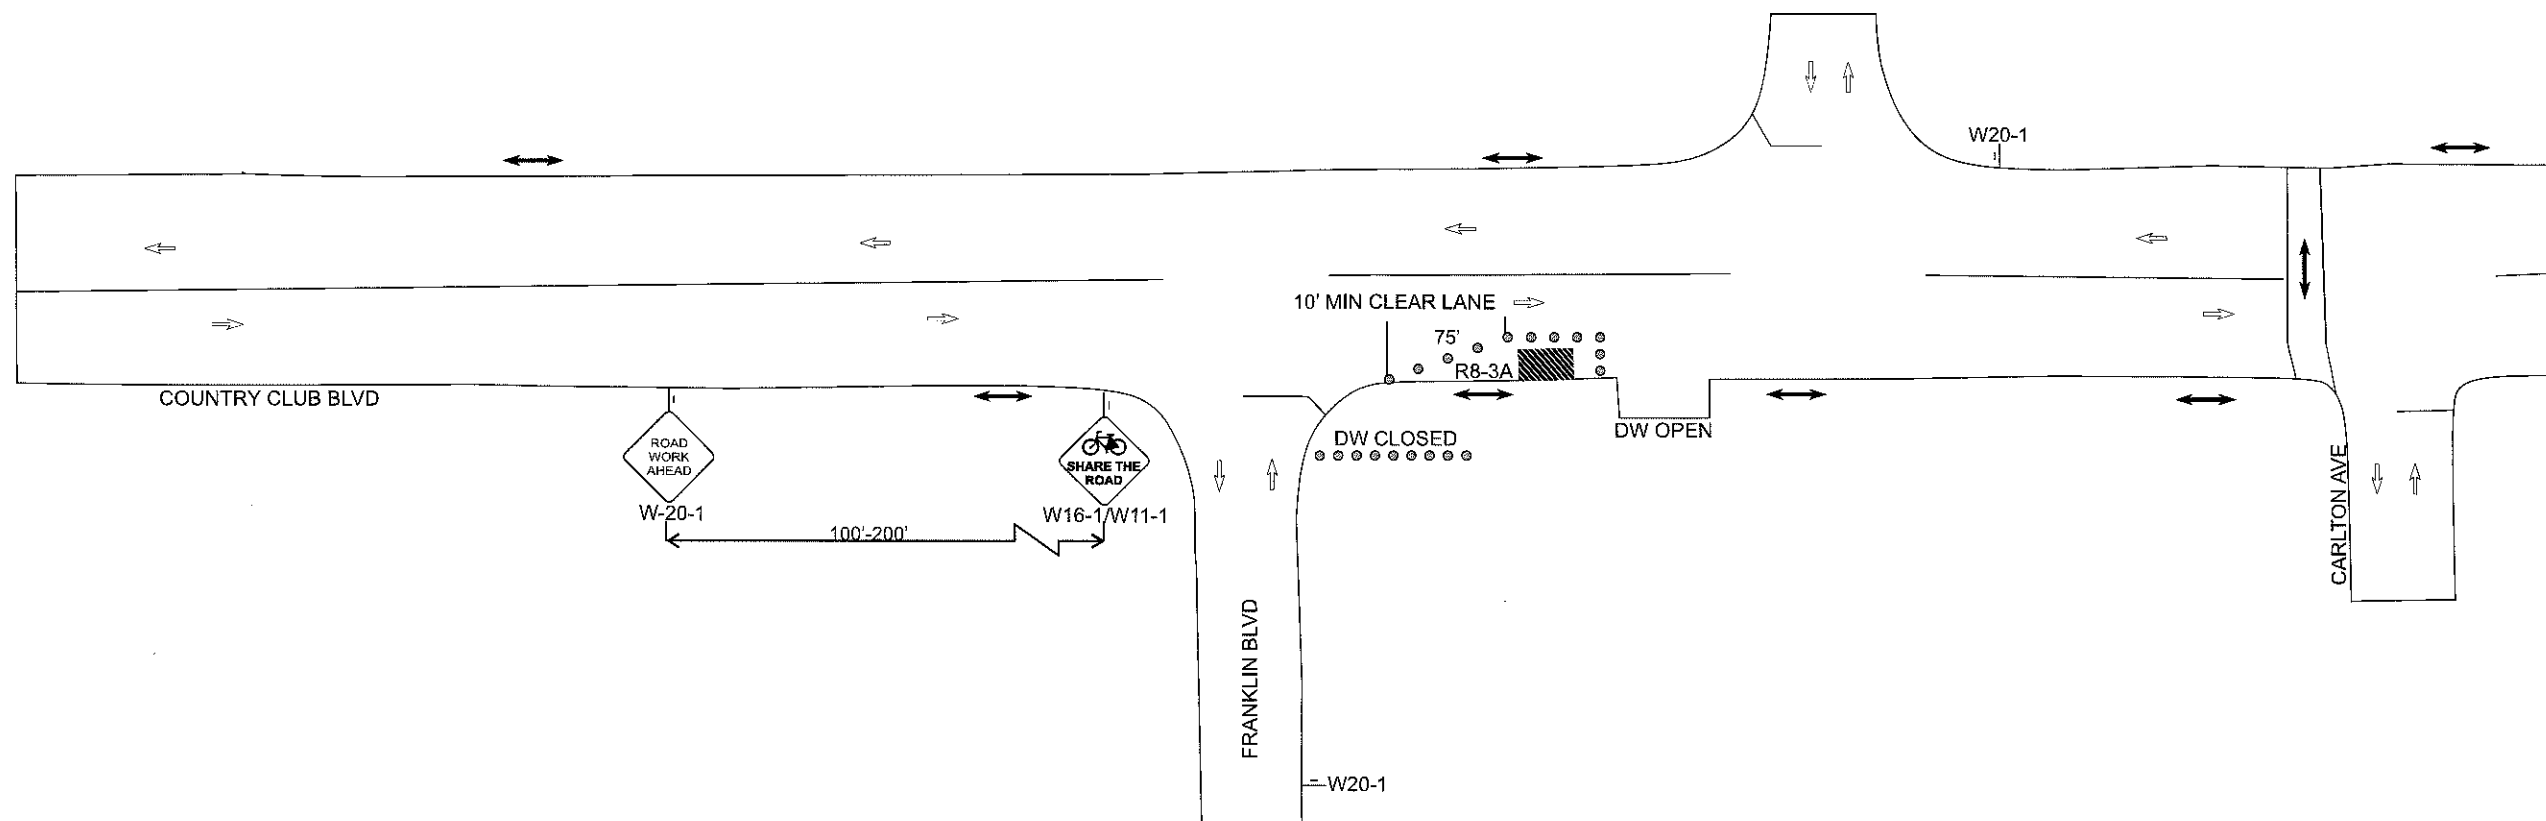 W20-1
10' MIN CLEAR LANE
75'
R8-3A
COUNTRY CLUB BLVD
ROAD
WORK
AHEAD
W-20-1
SHARE THE
ROAD
W16-1/W11-1
100'-200'
DW CLOSED
DW OPEN
CARLTON AVE
FRANKLIN BLVD
W20-1